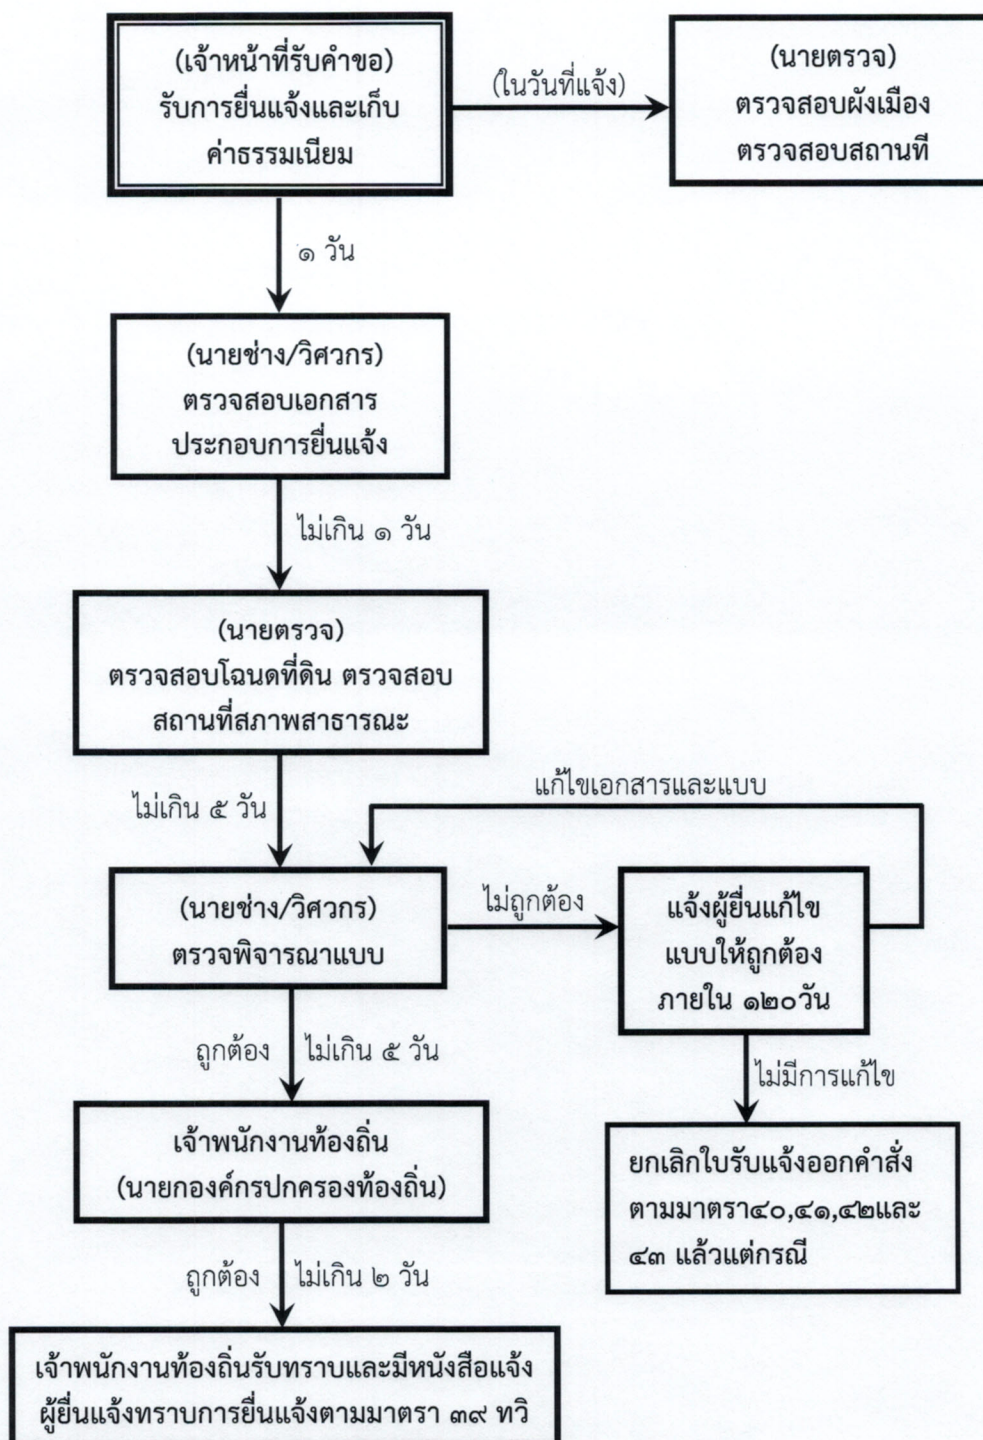 (เจ้าหน้าที่รับคำขอ)
รับการยื่นแจ้งและเก็บ
ค่าธรรมเนียม
(ในวันที่แจ้ง)
(นายตรวจ)
ตรวจสอบผังเมือง
ตรวจสอบสถานที่
๑ วัน
(นายช่าง/วิศวกร)
ตรวจสอบเอกสาร
ประกอบการยื่นแจ้ง
ไม่เกิน ๑ วัน
(นายตรวจ)
ตรวจสอบโฉนดที่ดิน ตรวจสอบ
สถานที่สภาพสาธารณะ
ไม่เกิน ๕ วัน
แก้ไขเอกสารและแบบ
(นายช่าง/วิศวกร)
ตรวจพิจารณาแบบ
ไม่ถูกต้อง
แจ้งผู้ยื่นแก้ไข
แบบให้ถูกต้อง
ภายใน ๑๒๐วัน
ถูกต้อง ไม่เกิน ๕ วัน
ไม่มีการแก้ไข
เจ้าพนักงานท้องถิ่น
(นายกองค์กรปกครองท้องถิ่น)
ยกเลิกใบรับแจ้งออกคำสั่ง
ตามมาตรา๔๐,๔๑,๔๒และ
๔๓ แล้วแต่กรณี
ถูกต้อง ไม่เกิน ๒ วัน
เจ้าพนักงานท้องถิ่นรับทราบและมีหนังสือแจ้ง
ผู้ยื่นแจ้งทราบการยื่นแจ้งตามมาตรา ๓๙ ทวิ